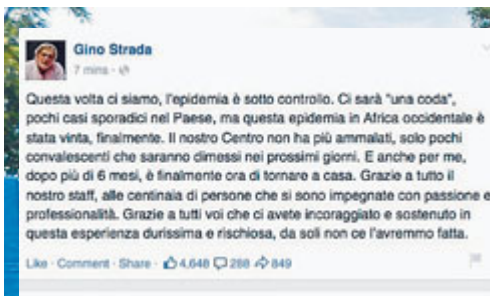 Gino Strada
7 mins
Questa volta ci siamo, l'epidemia è sotto controllo. Ci sarà "una coda",
pochi casi sporadici nel Paese, ma questa epidemia in Africa occidentale è
stata vinta, finalmente. Il nostro Centro non ha più ammalati, solo pochi
convalescenti che saranno dimessi nei prossimi giorni. E anche per me,
dopo più di 6 mesi, è finalmente ora di tornare a casa. Grazie a tutto il
nostro staff, alle centinaia di persone che si sono impegnate con passione e
professionalità. Grazie a tutti voi che ci avete incoraggiato e sostenuto in
questa esperienza durissima e rischiosa, da soli non ce l'avremmo fatta.
Like · Comment · Share · 4,648 288 849